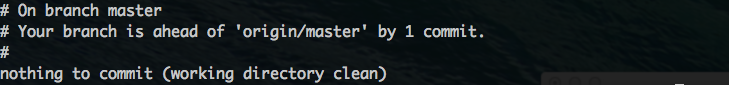 # On branch master
# Your branch is ahead of 'origin/master' by 1 commit.
#
nothing to commit (working directory clean)